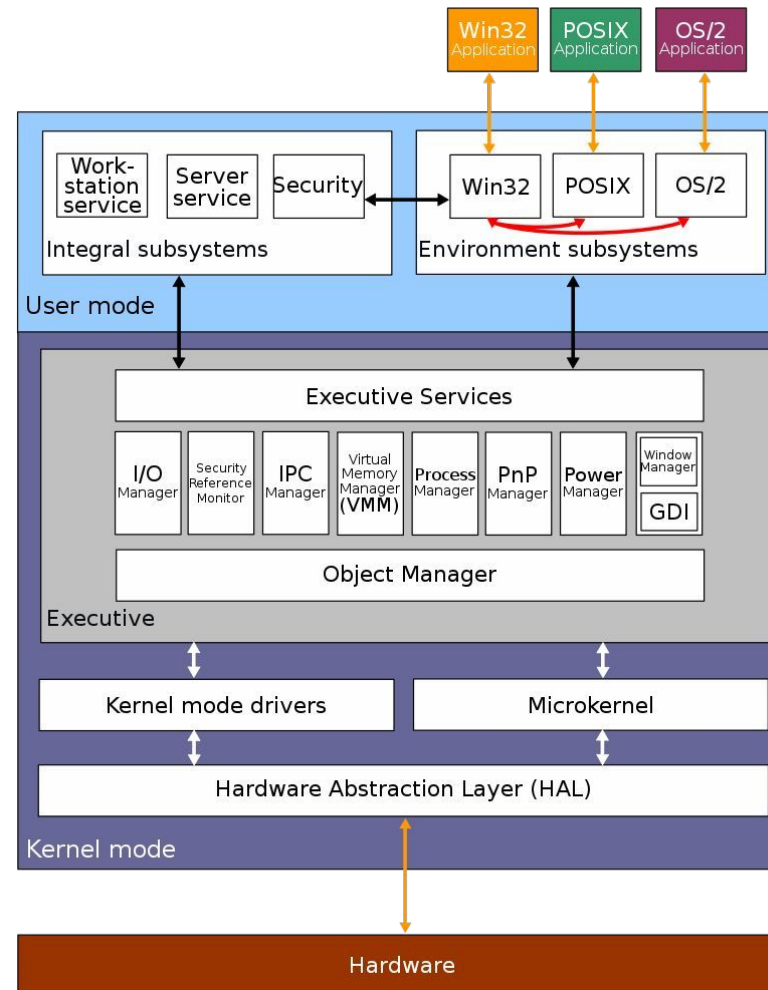 Win32
Application
POSIX
Application
OS/2
Application
Work-
station
service
Server
service
Security
Integral subsystems
Win32
POSIX
OS/2
Environment subsystems
User mode
Executive Services
I/O
Manager
Security
Reference
Monitor
IPC
Manager
Virtual
Memory
Manager
(VMM)
Process
Manager
PnP
Manager
Power
Manager
Window
Manager
GDI
Object Manager
Executive
Kernel mode drivers
Microkernel
Hardware Abstraction Layer (HAL)
Kernel mode
Hardware